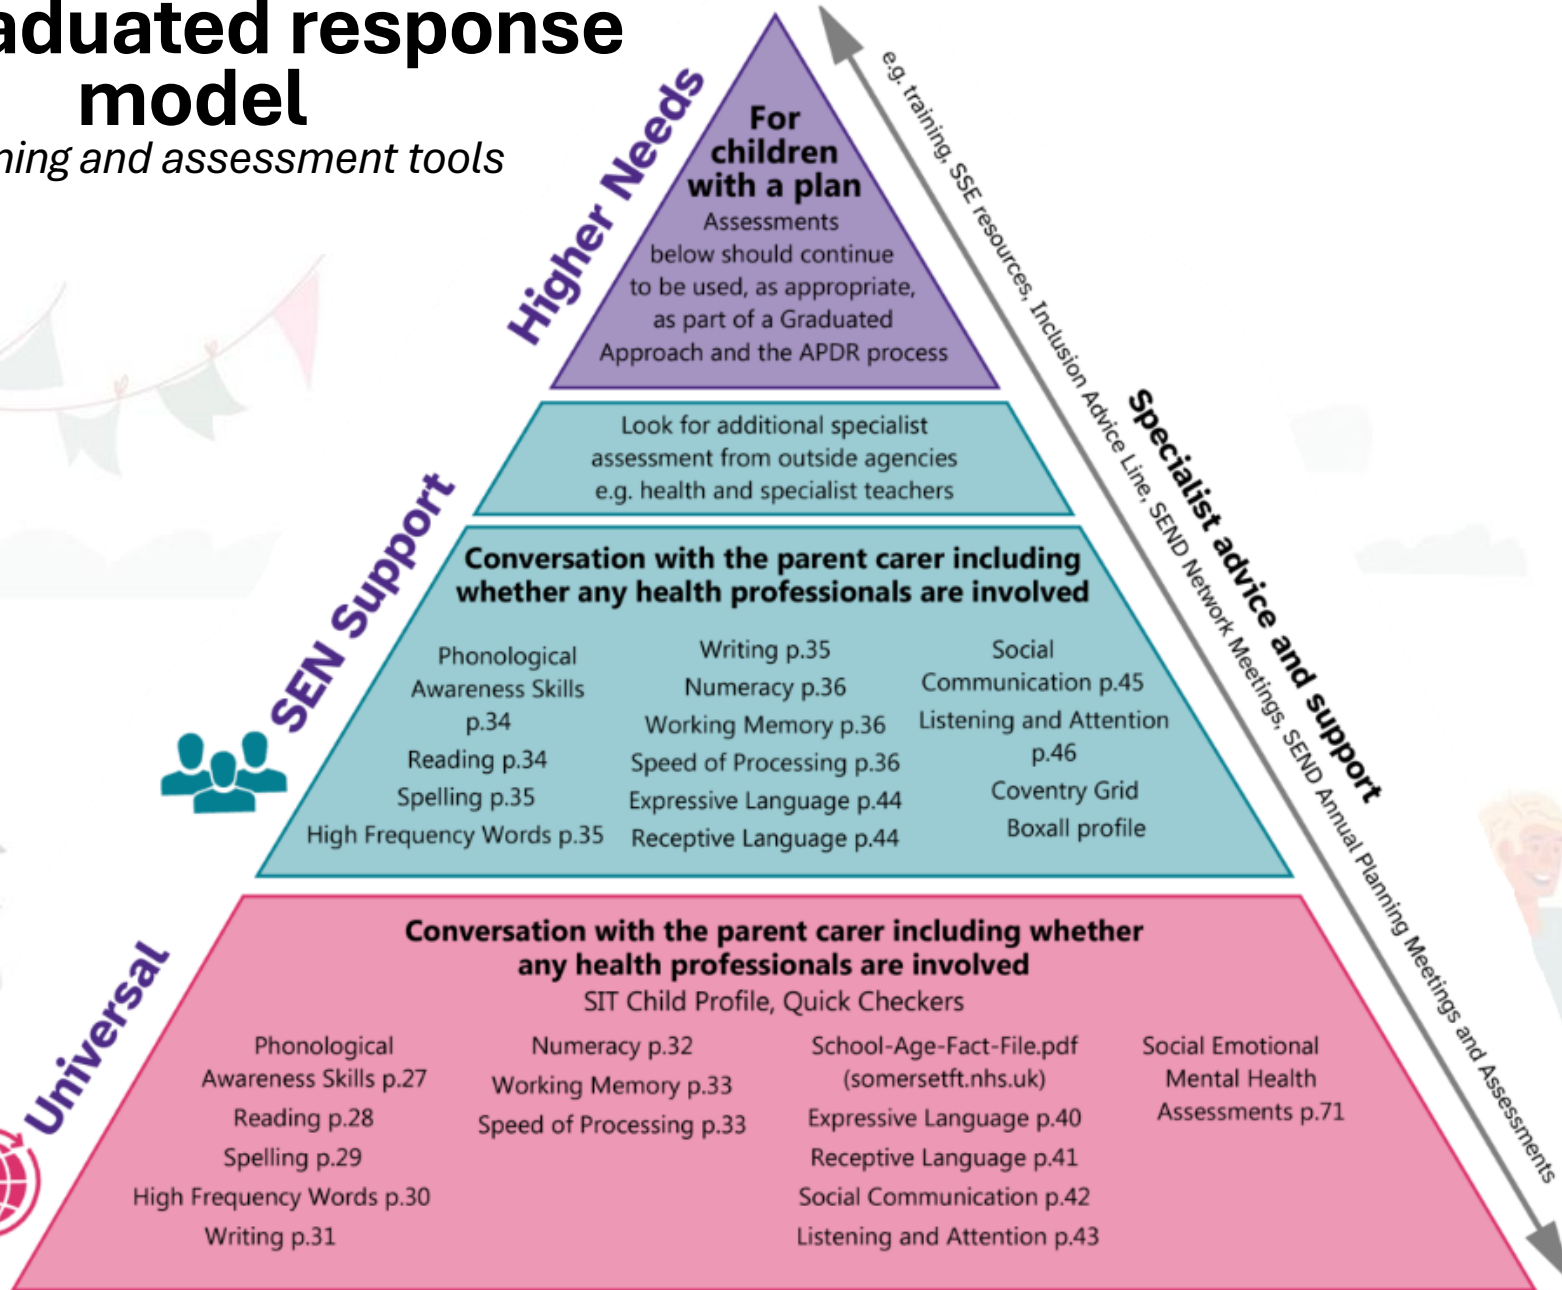 aduated response
model
ning and assessment tools
Higher Needs
For
children
with a plan
Assessments
below should continue
to be used, as appropriate,
as part of a Graduated
Approach and the APDR process
SEN Support
Look for additional specialist
assessment from outside agencies
e.g. health and specialist teachers
Conversation with the parent carer including
whether any health professionals are involved
Phonological
Awareness Skills
p.34
Reading p.34
Spelling p.35
High Frequency Words p.35
Writing p.35
Numeracy p.36
Working Memory p.36
Speed of Processing p.36
Expressive Language p.44
Receptive Language p.44
Social
Communication p.45
Listening and Attention
p.46
Coventry Grid
Boxall profile
Universal
Conversation with the parent carer including whether
any health professionals are involved
SIT Child Profile, Quick Checkers
Phonological
Awareness Skills p.27
Reading p.28
Spelling p.29
High Frequency Words p.30
Writing p.31
Numeracy p.32
Working Memory p.33
Speed of Processing p.33
School-Age-Fact-File.pdf
(somersetft.nhs.uk)
Expressive Language p.40
Receptive Language p.41
Social Communication p.42
Listening and Attention p.43
Social Emotional
Mental Health
Assessments p.71
Specialist advice and support
e.g. training, SSE resources, Inclusion Advice Line, SEND Network Meetings, SEND Annual Planning Meetings and Assessments